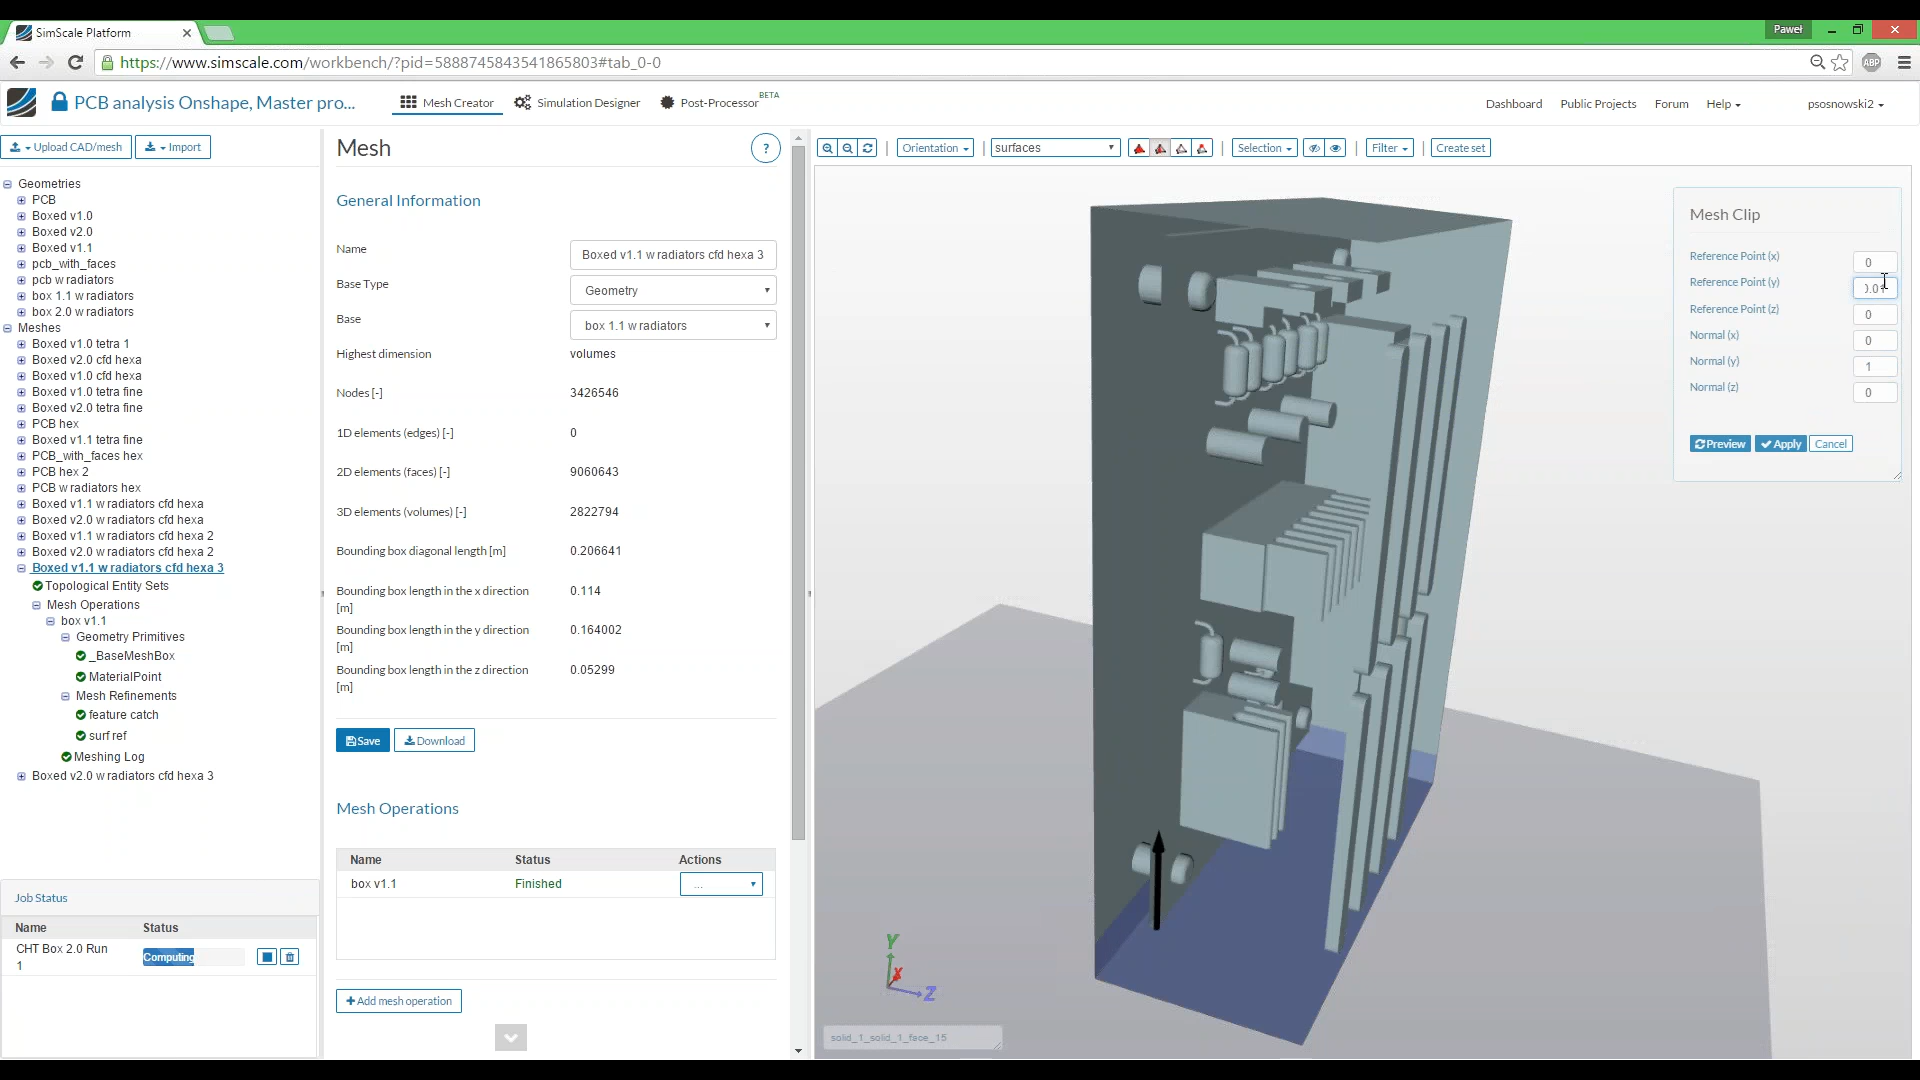 SimScale Platform
Paweł
https://www.simscale.com/workbench/?pid=5888745843541865803#tab_0-0
ABP
PCB analysis Onshape, Master pro...
Mesh Creator
Simulation Designer
Post-Processor
BETA
Dashboard
Public Projects
Forum
Help
psosnowski2
Upload CAD/mesh
Import
Geometries
PCB
Boxed v1.0
Boxed v2.0
Boxed v1.1
pcb_with_faces
pcb w radiators
box 1.1 w radiators
box 2.0 w radiators
Meshes
Boxed v1.0 tetra 1
Boxed v2.0 cfd hexa
Boxed v1.0 cfd hexa
Boxed v1.0 tetra fine
Boxed v2.0 tetra fine
PCB hex
Boxed v1.1 tetra fine
PCB_with_faces hex
PCB hex 2
PCB w radiators hex
Boxed v1.1 w radiators cfd hexa
Boxed v2.0 w radiators cfd hexa
Boxed v1.1 w radiators cfd hexa 2
Boxed v2.0 w radiators cfd hexa 2
Boxed v1.1 w radiators cfd hexa 3
Topological Entity Sets
Mesh Operations
box v1.1
Geometry Primitives
_BaseMeshBox
MaterialPoint
Mesh Refinements
feature catch
surf ref
Meshing Log
Boxed v2.0 w radiators cfd hexa 3
Job Status
Name Status
CHT Box 2.0 Run
1
Computing
Mesh
?
General Information
Name Boxed v1.1 w radiators cfd hexa 3
Base Type Geometry
Base box 1.1 w radiators
Highest dimension volumes
Nodes [-] 3426546
1D elements (edges) [-] 0
2D elements (faces) [-] 9060643
3D elements (volumes) [-] 2822794
Bounding box diagonal length [m] 0.206641
Bounding box length in the x direction 0.114
[m]
Bounding box length in the y direction 0.164002
[m]
Bounding box length in the z direction 0.05299
[m]
Save
Download
Mesh Operations
Name Status Actions
box v1.1 Finished ...
+Add mesh operation
Orientation
surfaces
Selection
Filter
Create set
Mesh Clip
Reference Point (x) 0
Reference Point (y)
Reference Point (z) 0
Normal (x) 0
Normal (y) 1
Normal (z) 0
Preview
Apply
Cancel
Y
X
Z
solid_1_solid_1_face_15